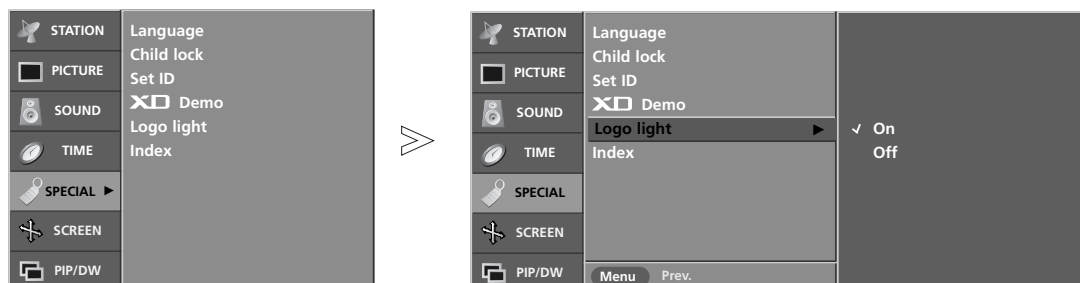 STATION
PICTURE
SOUND
TIME
SPECIAL ►
SCREEN
PIP/DW
Language
Child lock
Set ID
XD Demo
Logo light
Index
STATION
PICTURE
SOUND
TIME
SPECIAL
SCREEN
PIP/DW
Language
Child lock
Set ID
XD Demo
Logo light ►
Index
Menu Prev.
✓ On
Off